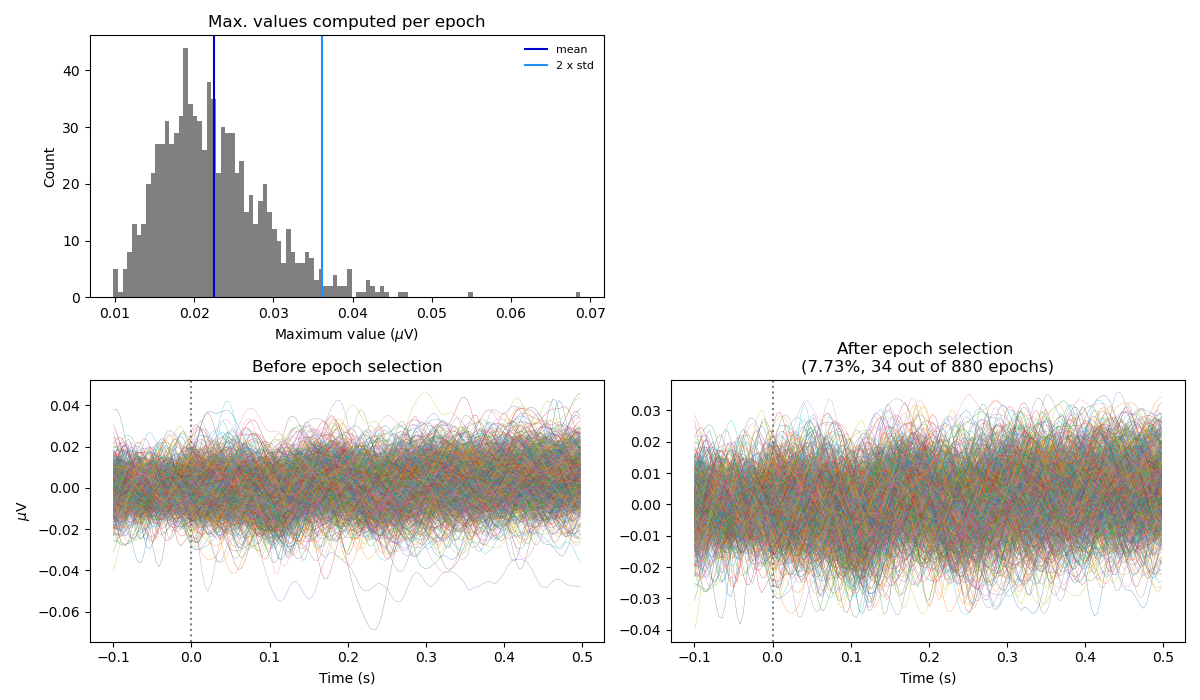 Max. values computed per epoch
mean
2 x std
40
30
20
10
0
Count
0.01 0.02 0.03 0.04 0.05 0.06 0.07
Maximum value (μV)
Before epoch selection
0.04
0.02
0.00
−0.02
−0.04
−0.06
μV
−0.1 0.0 0.1 0.2 0.3 0.4 0.5
Time (s)
After epoch selection
(7.73%, 34 out of 880 epochs)
0.03
0.02
0.01
0.00
−0.01
−0.02
−0.03
−0.04
−0.1 0.0 0.1 0.2 0.3 0.4 0.5
Time (s)